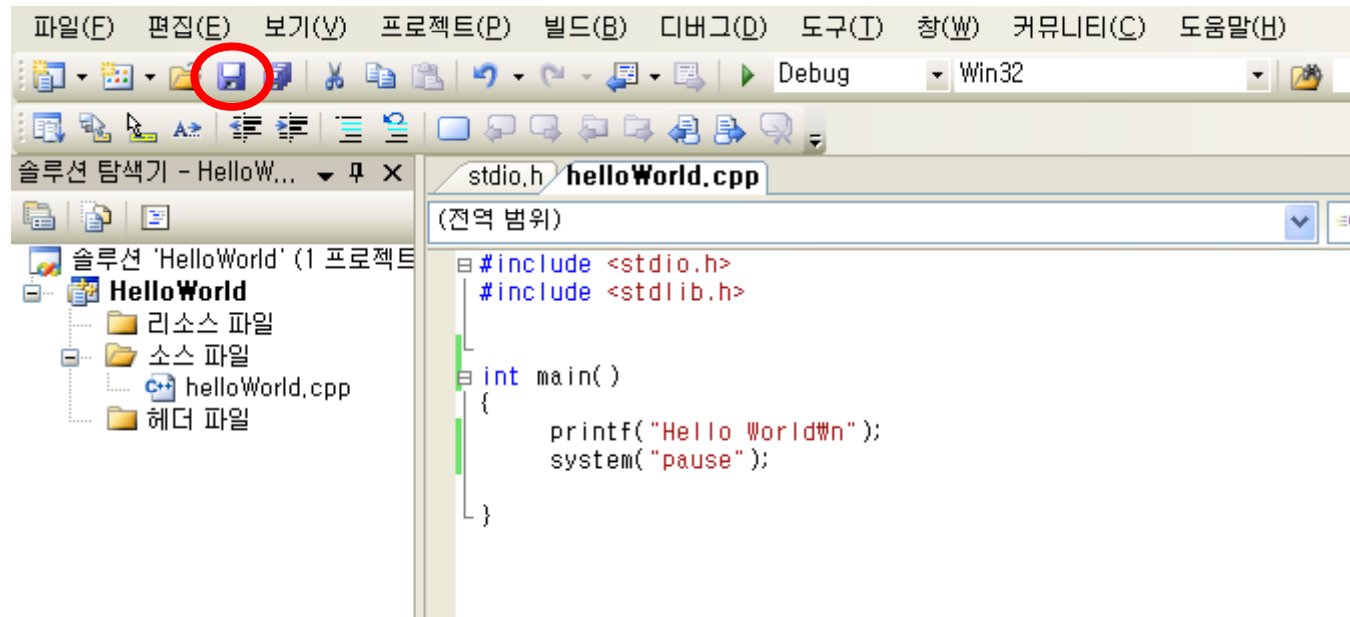 파일(F) 편집(E) 보기(V) 프로젝트(P) 빌드(B) 디버그(D) 도구(T) 창(W) 커뮤니티(C) 도움말(H)
Debug Win32
솔루션 탐색기 - HelloW...
stdio.h helloWorld.cpp
(전역 범위)
솔루션 'HelloWorld' (1 프로젝트
HelloWorld
리소스 파일
소스 파일
helloWorld.cpp
헤더 파일
#include <stdio.h>
#include <stdlib.h>
int main()
{
printf("Hello World₩n");
system("pause");
}